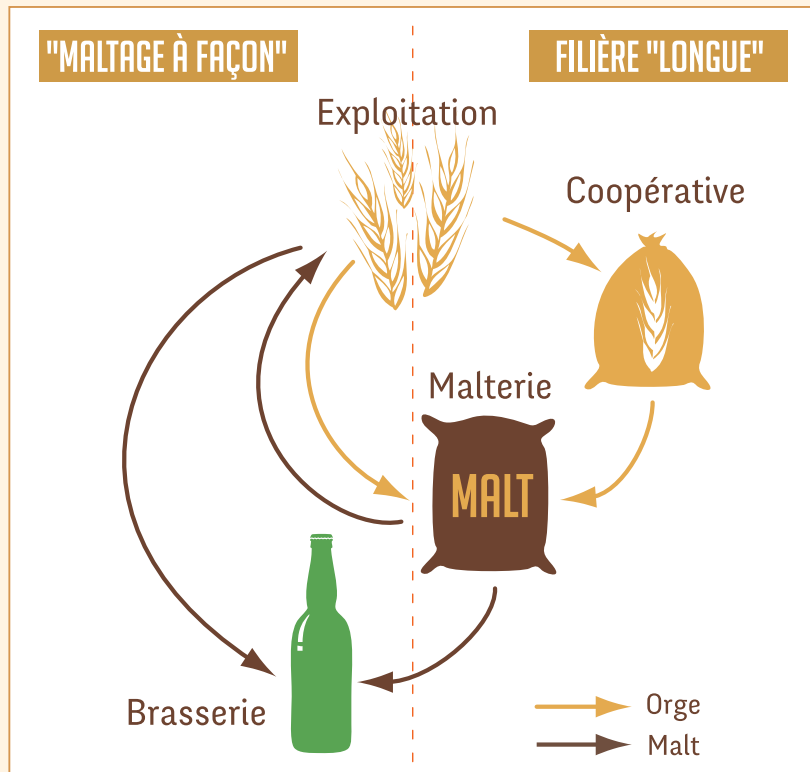 "MALTAGE À FAÇON"
FILIÈRE "LONGUE"
Exploitation
Coopérative
Malterie
MALT
Brasserie
Orge
Malt